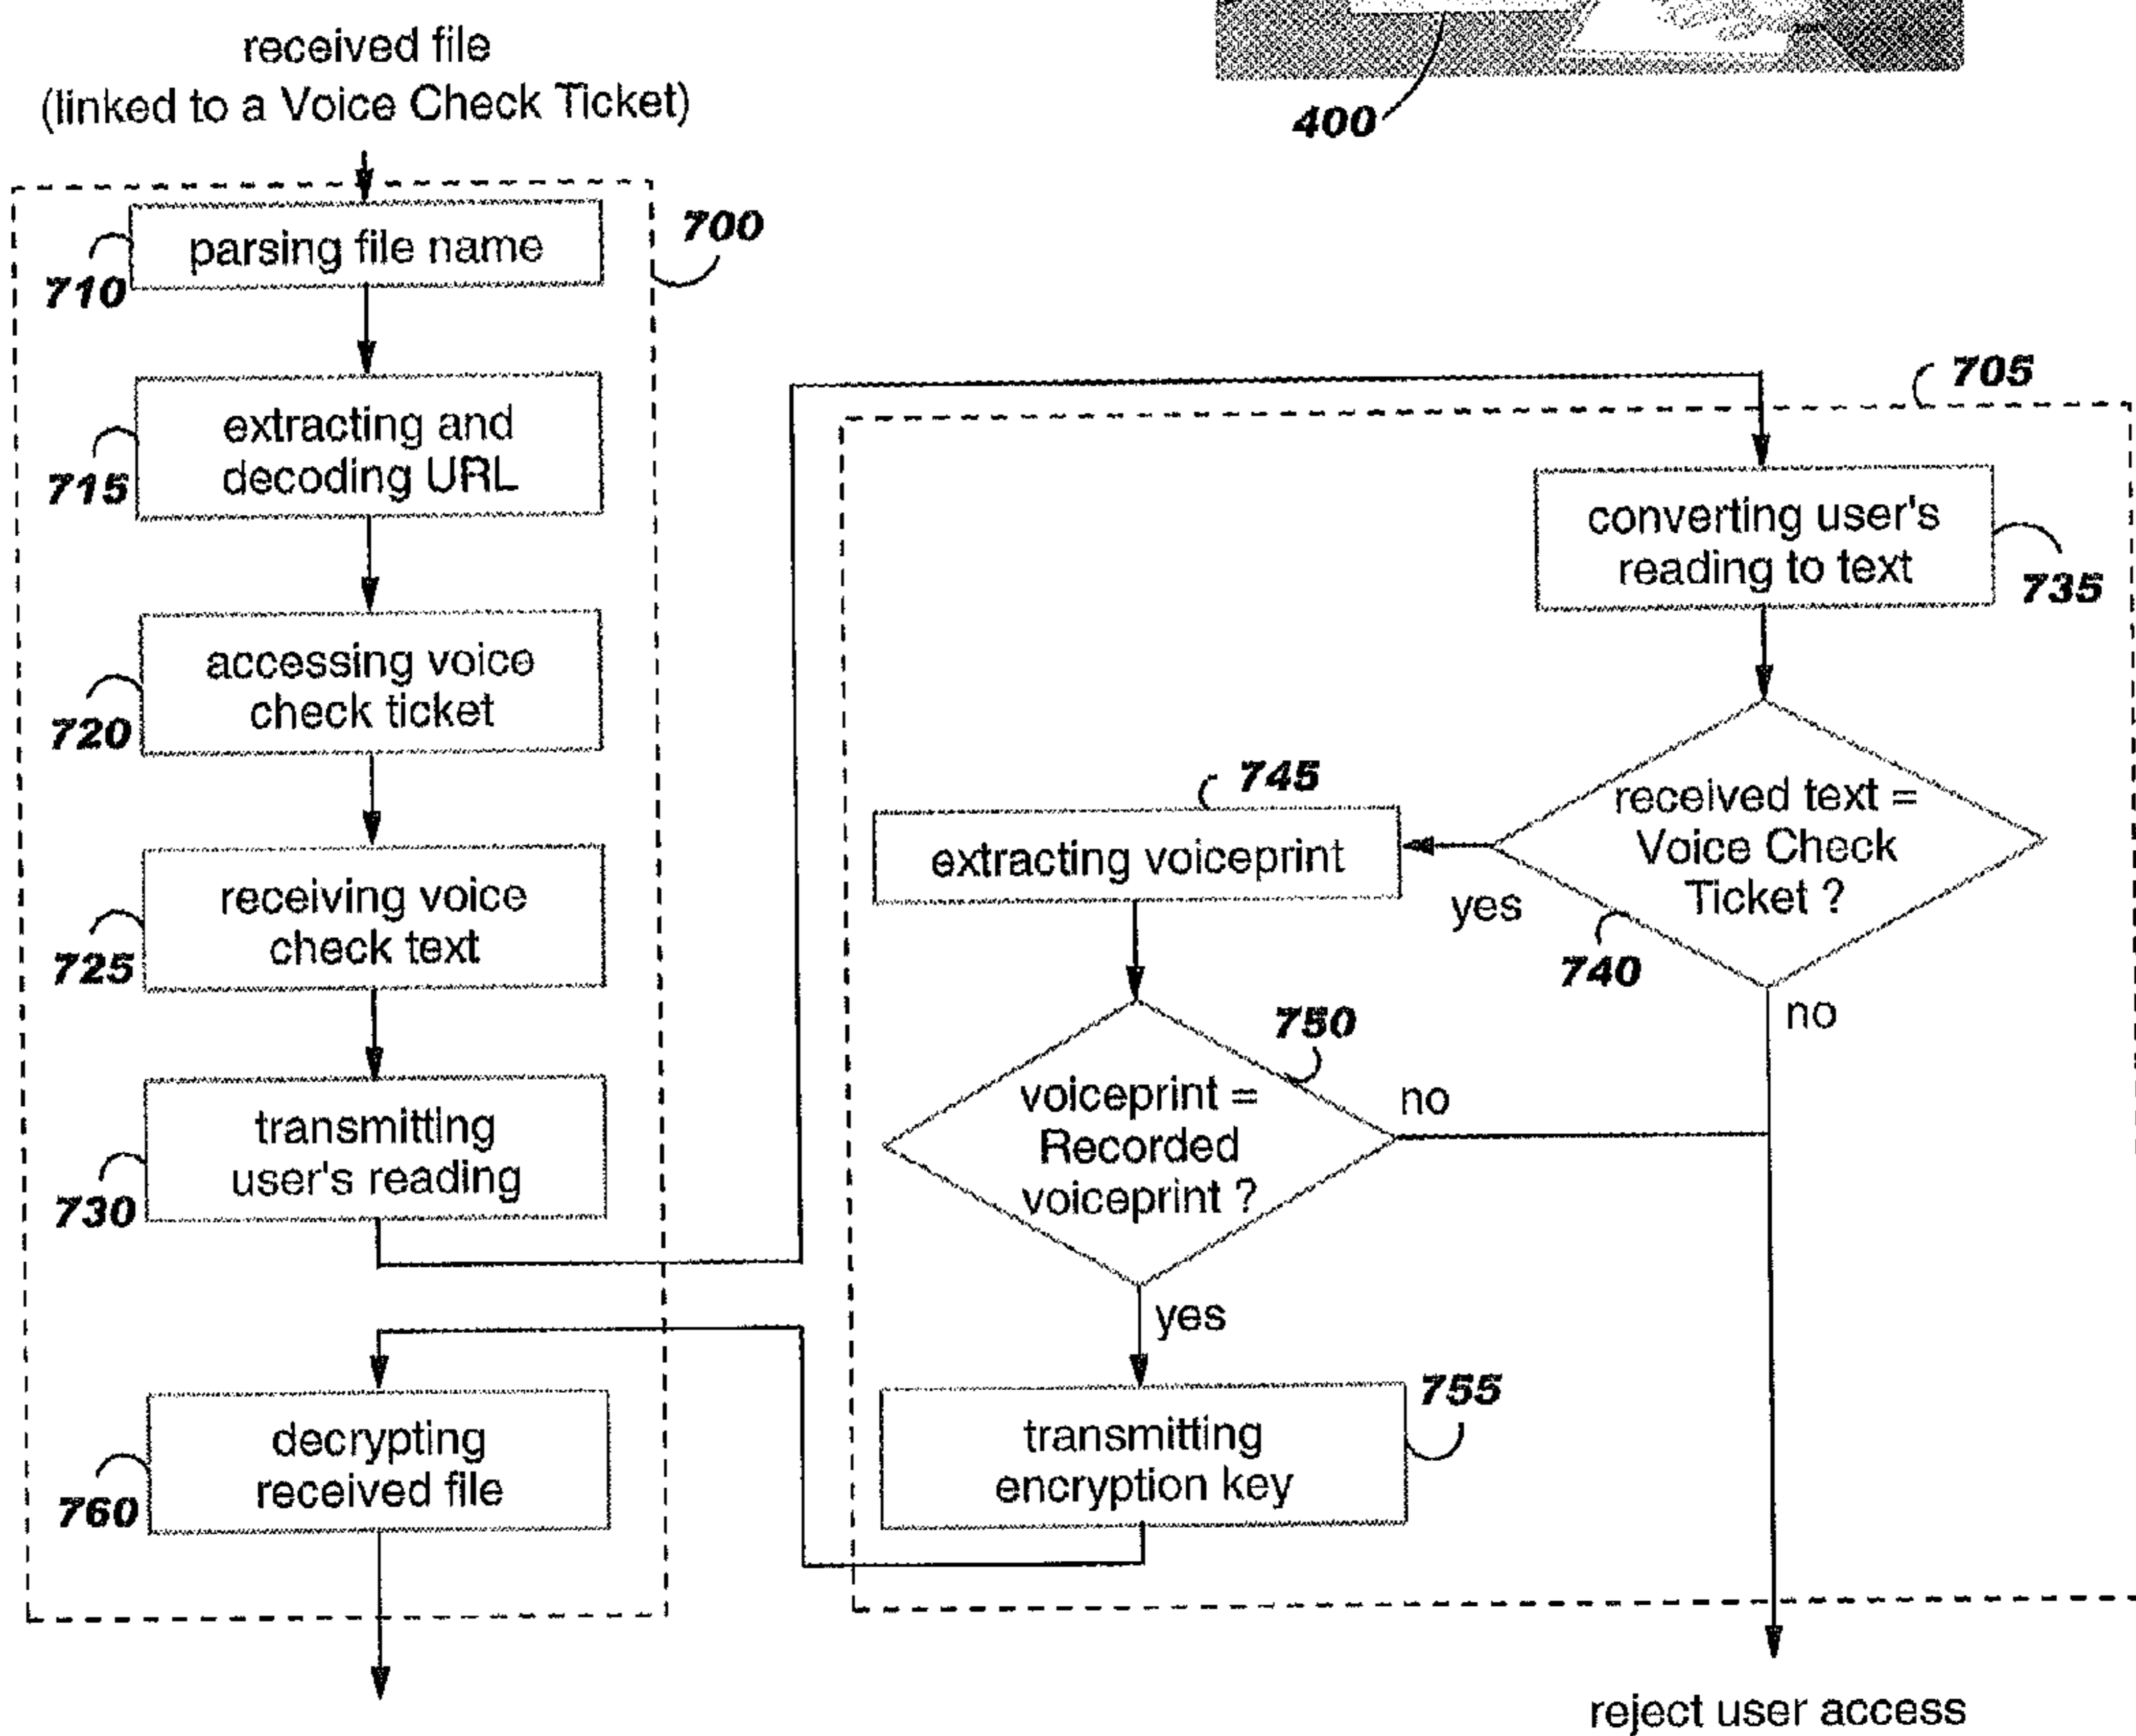 received file
(linked to a Voice Check Ticket)
400
700
710
parsing file name
715
extracting and
decoding URL
720
accessing voice
check ticket
725
receiving voice
check text
730
transmitting
user's reading
760
decrypting
received file
705
converting user's
reading to text
735
received text =
Voice Check
Ticket ?
740
yes
no
745
extracting voiceprint
750
voiceprint =
Recorded
voiceprint ?
no
yes
755
transmitting
encryption key
reject user access